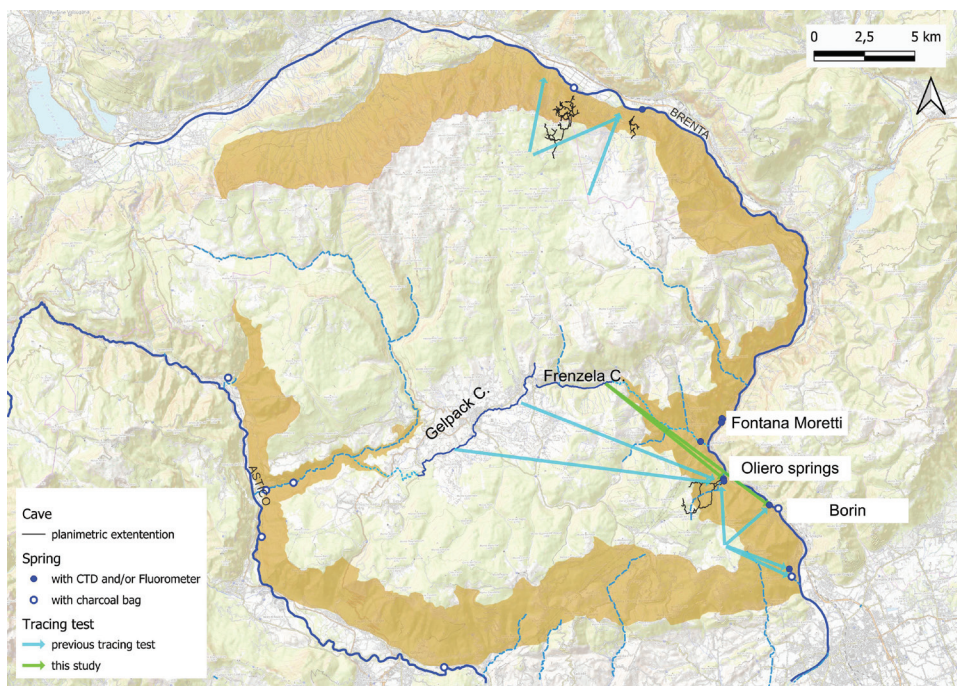 0 2,5 5 km
BRENTA
Frenzela C.
Gelpack C.
Fontana Moretti
Oliero springs
ASTICO
Borin
Cave
planimetric extentention
Spring
with CTD and/or Fluorometer
with charcoal bag
Tracing test
previous tracing test
this study